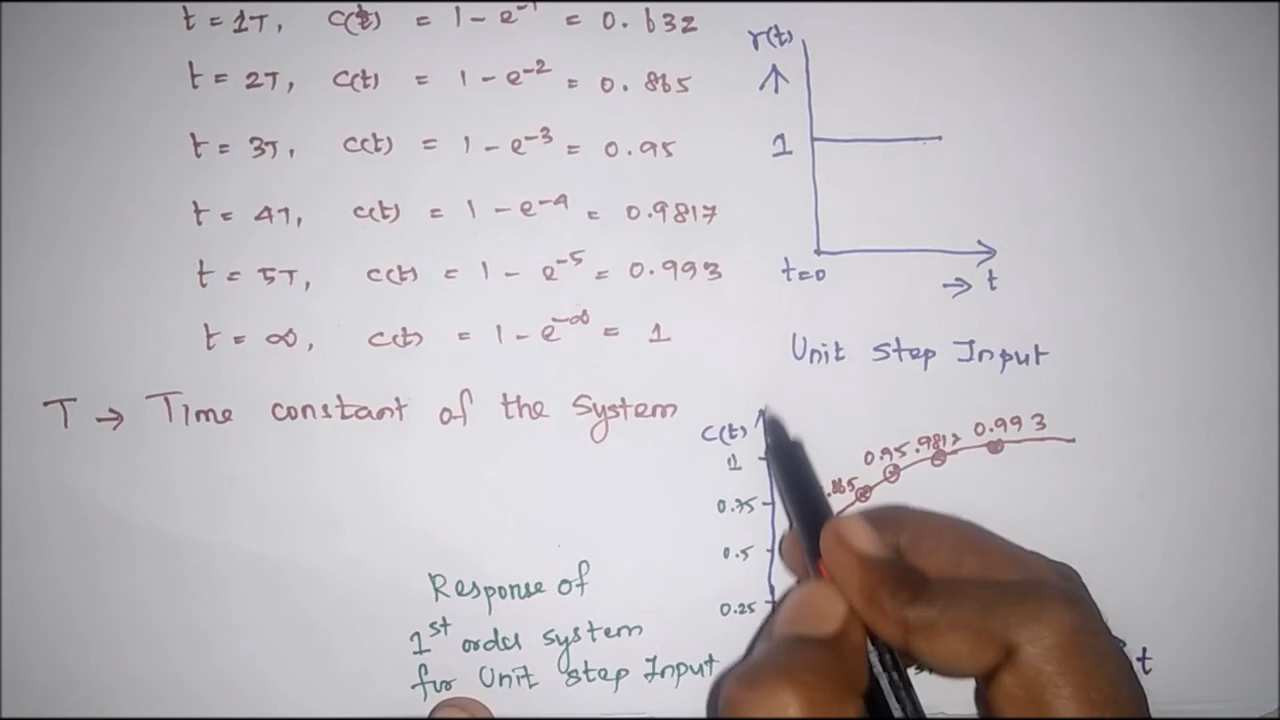 t = 1T, c(t) = 1 - e⁻¹ = 0.632
t = 2T, c(t) = 1 - e⁻² = 0.865
t = 3T, c(t) = 1 - e⁻³ = 0.95
t = 4T, c(t) = 1 - e⁻⁴ = 0.9817
t = 5T, c(t) = 1 - e⁻⁵ = 0.993
t = ∞, c(t) = 1 - e⁻∞ = 1
T → Time constant of the System
r(t)
1
t=0
→ t
Unit Step Input
c(t)
1
0.75
0.5
0.25
.865
0.95
.9817
0.993
t
Response of
1st order system
for Unit step Input